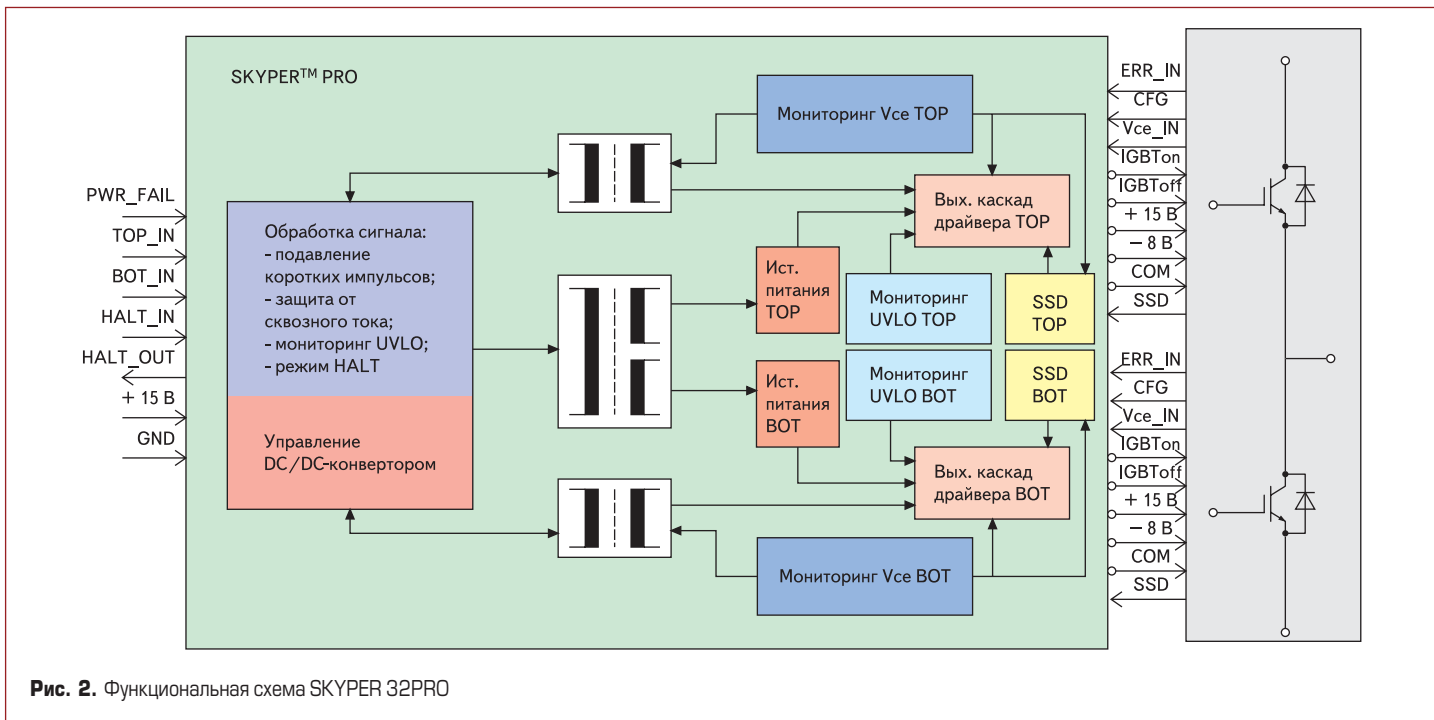 SKYPER™ PRO
PWR_FAIL
TOP_IN
BOT_IN
HALT_IN
HALT_OUT
+ 15 В
GND
Обработка сигнала:
- подавление
коротких импульсов;
- защита от
сквозного тока;
- мониторинг UVLO;
- режим HALT
Управление
DC/DC-конвертором
Мониторинг Vce TOP
Вых. каскад
драйвера TOP
Ист.
питания
TOP
Мониторинг
UVLO TOP
SSD
TOP
Ист.
питания
BOT
Мониторинг
UVLO BOT
SSD
BOT
Вых. каскад
драйвера BOT
Мониторинг Vce BOT
ERR_IN
CFG
Vce_IN
IGBTon
IGBToff
+ 15 В
− 8 В
COM
SSD
ERR_IN
CFG
Vce_IN
IGBTon
IGBToff
+ 15 В
− 8 В
COM
SSD
Рис. 2. Функциональная схема SKYPER 32PRO